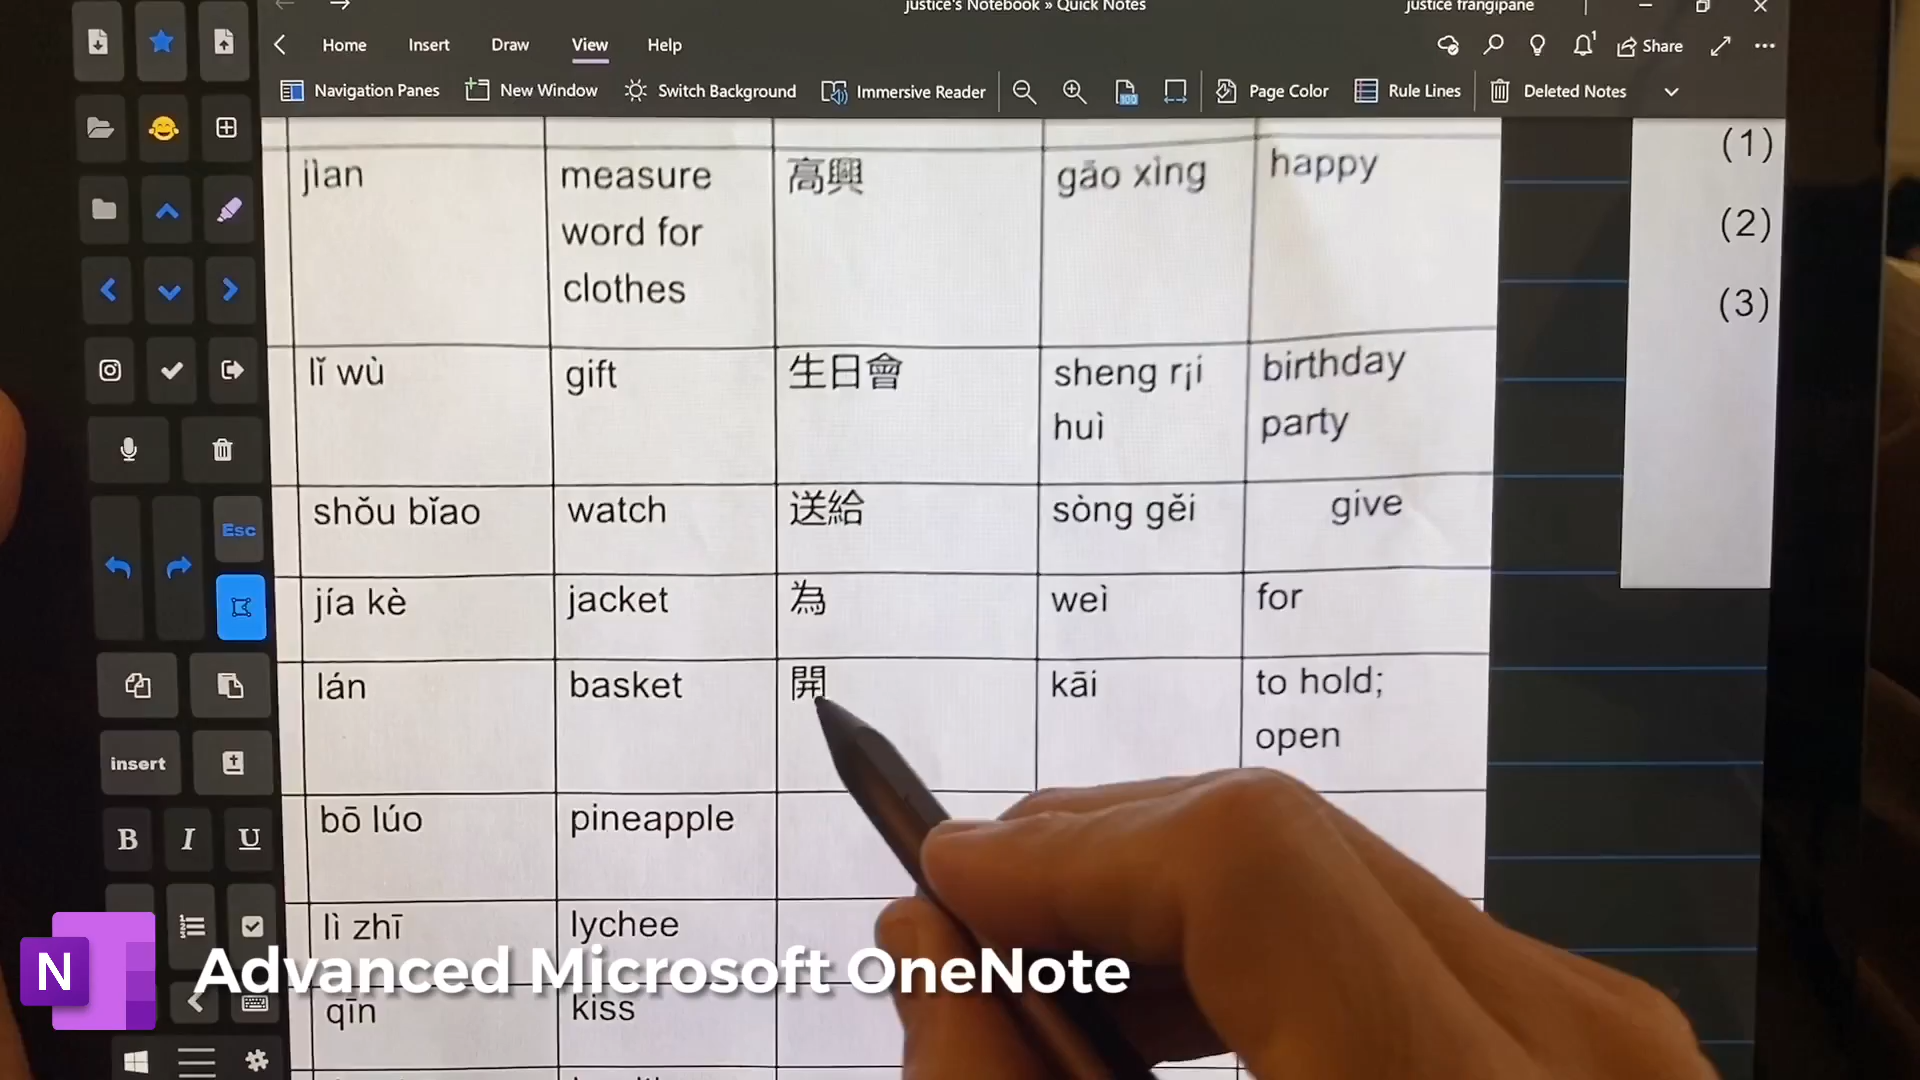 justice's Notebook » Quick Notes
justice frangipane
Home Insert Draw View Help
1 Share
Navigation Panes New Window Switch Background Immersive Reader 100 Page Color Rule Lines Deleted Notes
(1)
(2)
(3)
jìan
measure
word for
clothes
高興
gāo xìng
happy
lǐ wù
gift
生日會
sheng r¡i
huì
birthday
party
shǒu bǐao
watch
送給
sòng gěi
give
jía kè
jacket
為
weì
for
lán
basket
開
kāi
to hold;
open
bō lúo
pineapple
lì zhī
lychee
qīn
kiss
Esc
insert
B I U
N
Advanced Microsoft OneNote